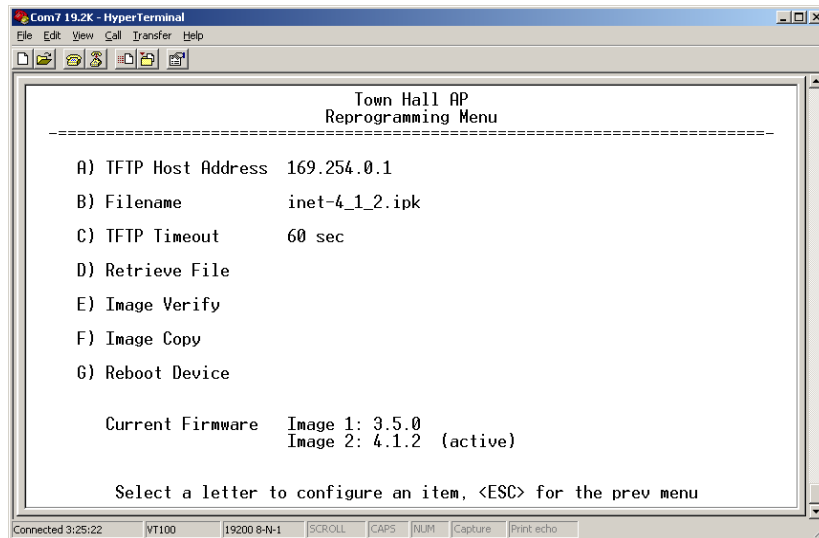 Com7 19.2K - HyperTerminal
File Edit View Call Transfer Help
Town Hall AP
Reprogramming Menu
-==========================================================================-
A) TFTP Host Address 169.254.0.1
B) Filename inet-4_1_2.ipk
C) TFTP Timeout 60 sec
D) Retrieve File
E) Image Verify
F) Image Copy
G) Reboot Device
Current Firmware Image 1: 3.5.0
Image 2: 4.1.2 (active)
Select a letter to configure an item, <ESC> for the prev menu
Connected 3:25:22 VT100 19200 8-N-1 SCROLL CAPS NUM Capture Print echo